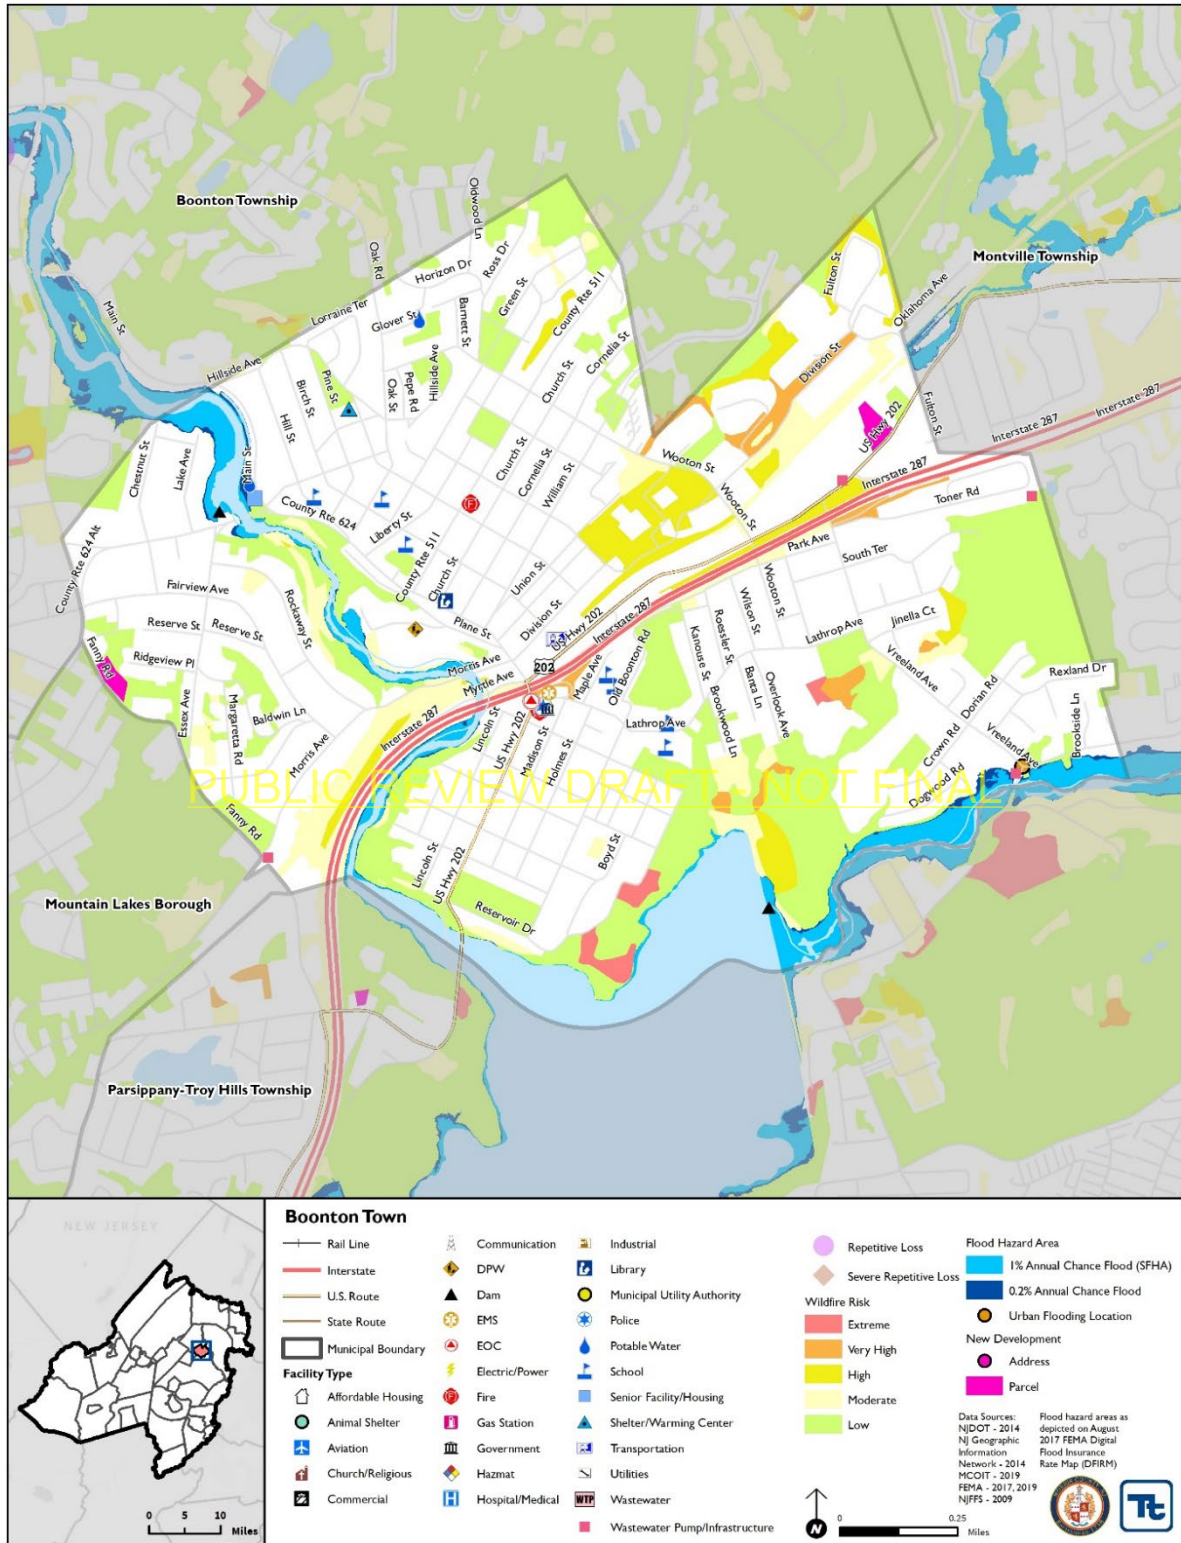 Boonton Township
Montville Township
Oldwood Ln
Oak Rd
Horizon Dr
Ross Dr
Green St
County Rte 511
Fulton St
Oklahoma Ave
Main St
Lorraine Ter
Glover St
Barnett St
Hillside Ave
Hillside Ave
Pepe Rd
Oak St
Pine St
Birch St
Hill St
Church St
Cornelia St
Division St
US Hwy 202
Fulton St
Interstate 287
Interstate 287
Chestnut St
Lake Ave
Main St
Church St
Cornelia St
William St
Wooton St
Wooton St
Interstate 287
Toner Rd
County Rte 624
Liberty St
County Rte 511
Church St
Union St
Park Ave
South Ter
County Rte 624 Alt
Fairview Ave
Rockaway St
Reserve St
Reserve St
Ridgeview Pl
Fanny Rd
Essex Ave
Margaretta Rd
Baldwin Ln
Morris Ave
Plane St
Division St
US Hwy 202
Interstate 287
202
Morris Ave
Myrtle Ave
Maple Ave
Old Boonton Rd
Kanouse St
Roessler St
Wilson St
Wooton St
Brookwood Ln
Banta Ln
Overlook Ave
Lathrop Ave
Jinella Ct
Vreeland Ave
Dorian Rd
Rexland Dr
Crown Rd
Vreeland Ave
Brookside Ln
Dogwood Rd
Interstate 287
Lincoln St
US Hwy 202
Madison St
Holmes St
Lathrop Ave
PUBLIC REVIEW DRAFT - NOT FINAL
Fanny Rd
Lincoln St
US Hwy 202
Boyd St
Reservoir Dr
Mountain Lakes Borough
Parsippany-Troy Hills Township
NEW JERSEY
0 5 10
Miles
Boonton Town
Rail Line
Interstate
U.S. Route
State Route
Municipal Boundary
Facility Type
Affordable Housing
Animal Shelter
Aviation
Church/Religious
Commercial
Communication
DPW
Dam
EMS
EOC
Electric/Power
Fire
Gas Station
Government
Hazmat
Hospital/Medical
Industrial
Library
Municipal Utility Authority
Police
Potable Water
School
Senior Facility/Housing
Shelter/Warming Center
Transportation
Utilities
WTP Wastewater
Wastewater Pump/Infrastructure
Repetitive Loss
Severe Repetitive Loss
Wildfire Risk
Extreme
Very High
High
Moderate
Low
Flood Hazard Area
1% Annual Chance Flood (SFHA)
0.2% Annual Chance Flood
Urban Flooding Location
New Development
Address
Parcel
Data Sources:
NJDOT - 2014
NJ Geographic
Information
Network - 2014
MCOIT - 2019
FEMA - 2017, 2019
NJFFS - 2009
Flood hazard areas as
depicted on August
2017 FEMA Digital
Flood Insurance
Rate Map (DFIRM)
N
0 0.25
Miles
Tt